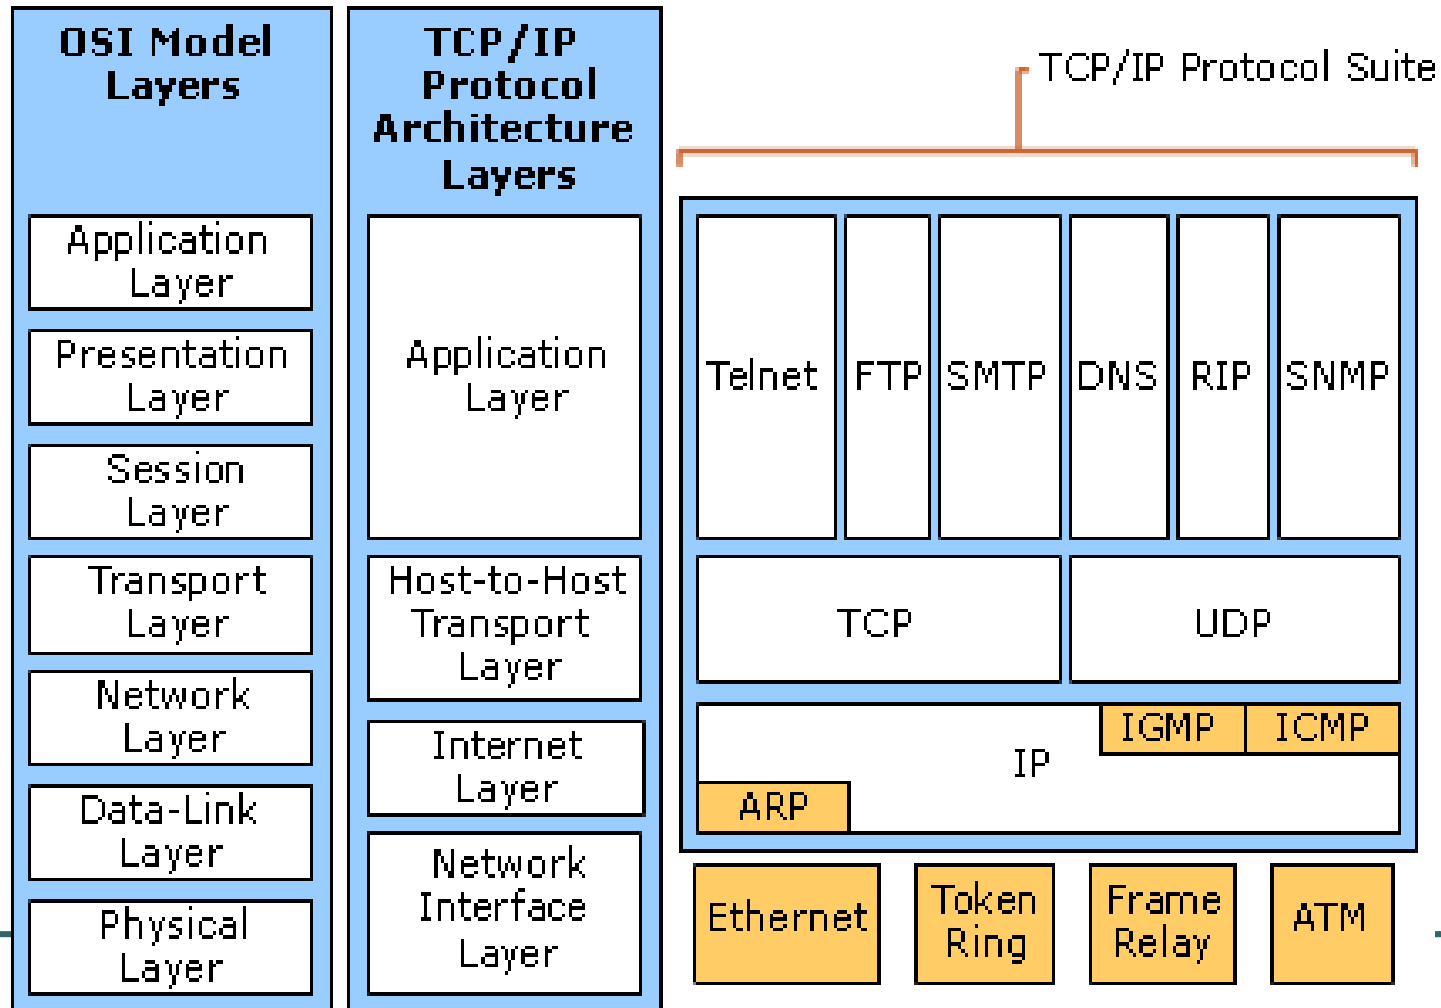 OSI Model
Layers
Application
Layer
Presentation
Layer
Session
Layer
Transport
Layer
Network
Layer
Data-Link
Layer
Physical
Layer
TCP/IP
Protocol
Architecture
Layers
Application
Layer
Host-to-Host
Transport
Layer
Internet
Layer
Network
Interface
Layer
TCP/IP Protocol Suite
Telnet
FTP
SMTP
DNS
RIP
SNMP
TCP
UDP
IP
IGMP
ICMP
ARP
Ethernet
Token
Ring
Frame
Relay
ATM